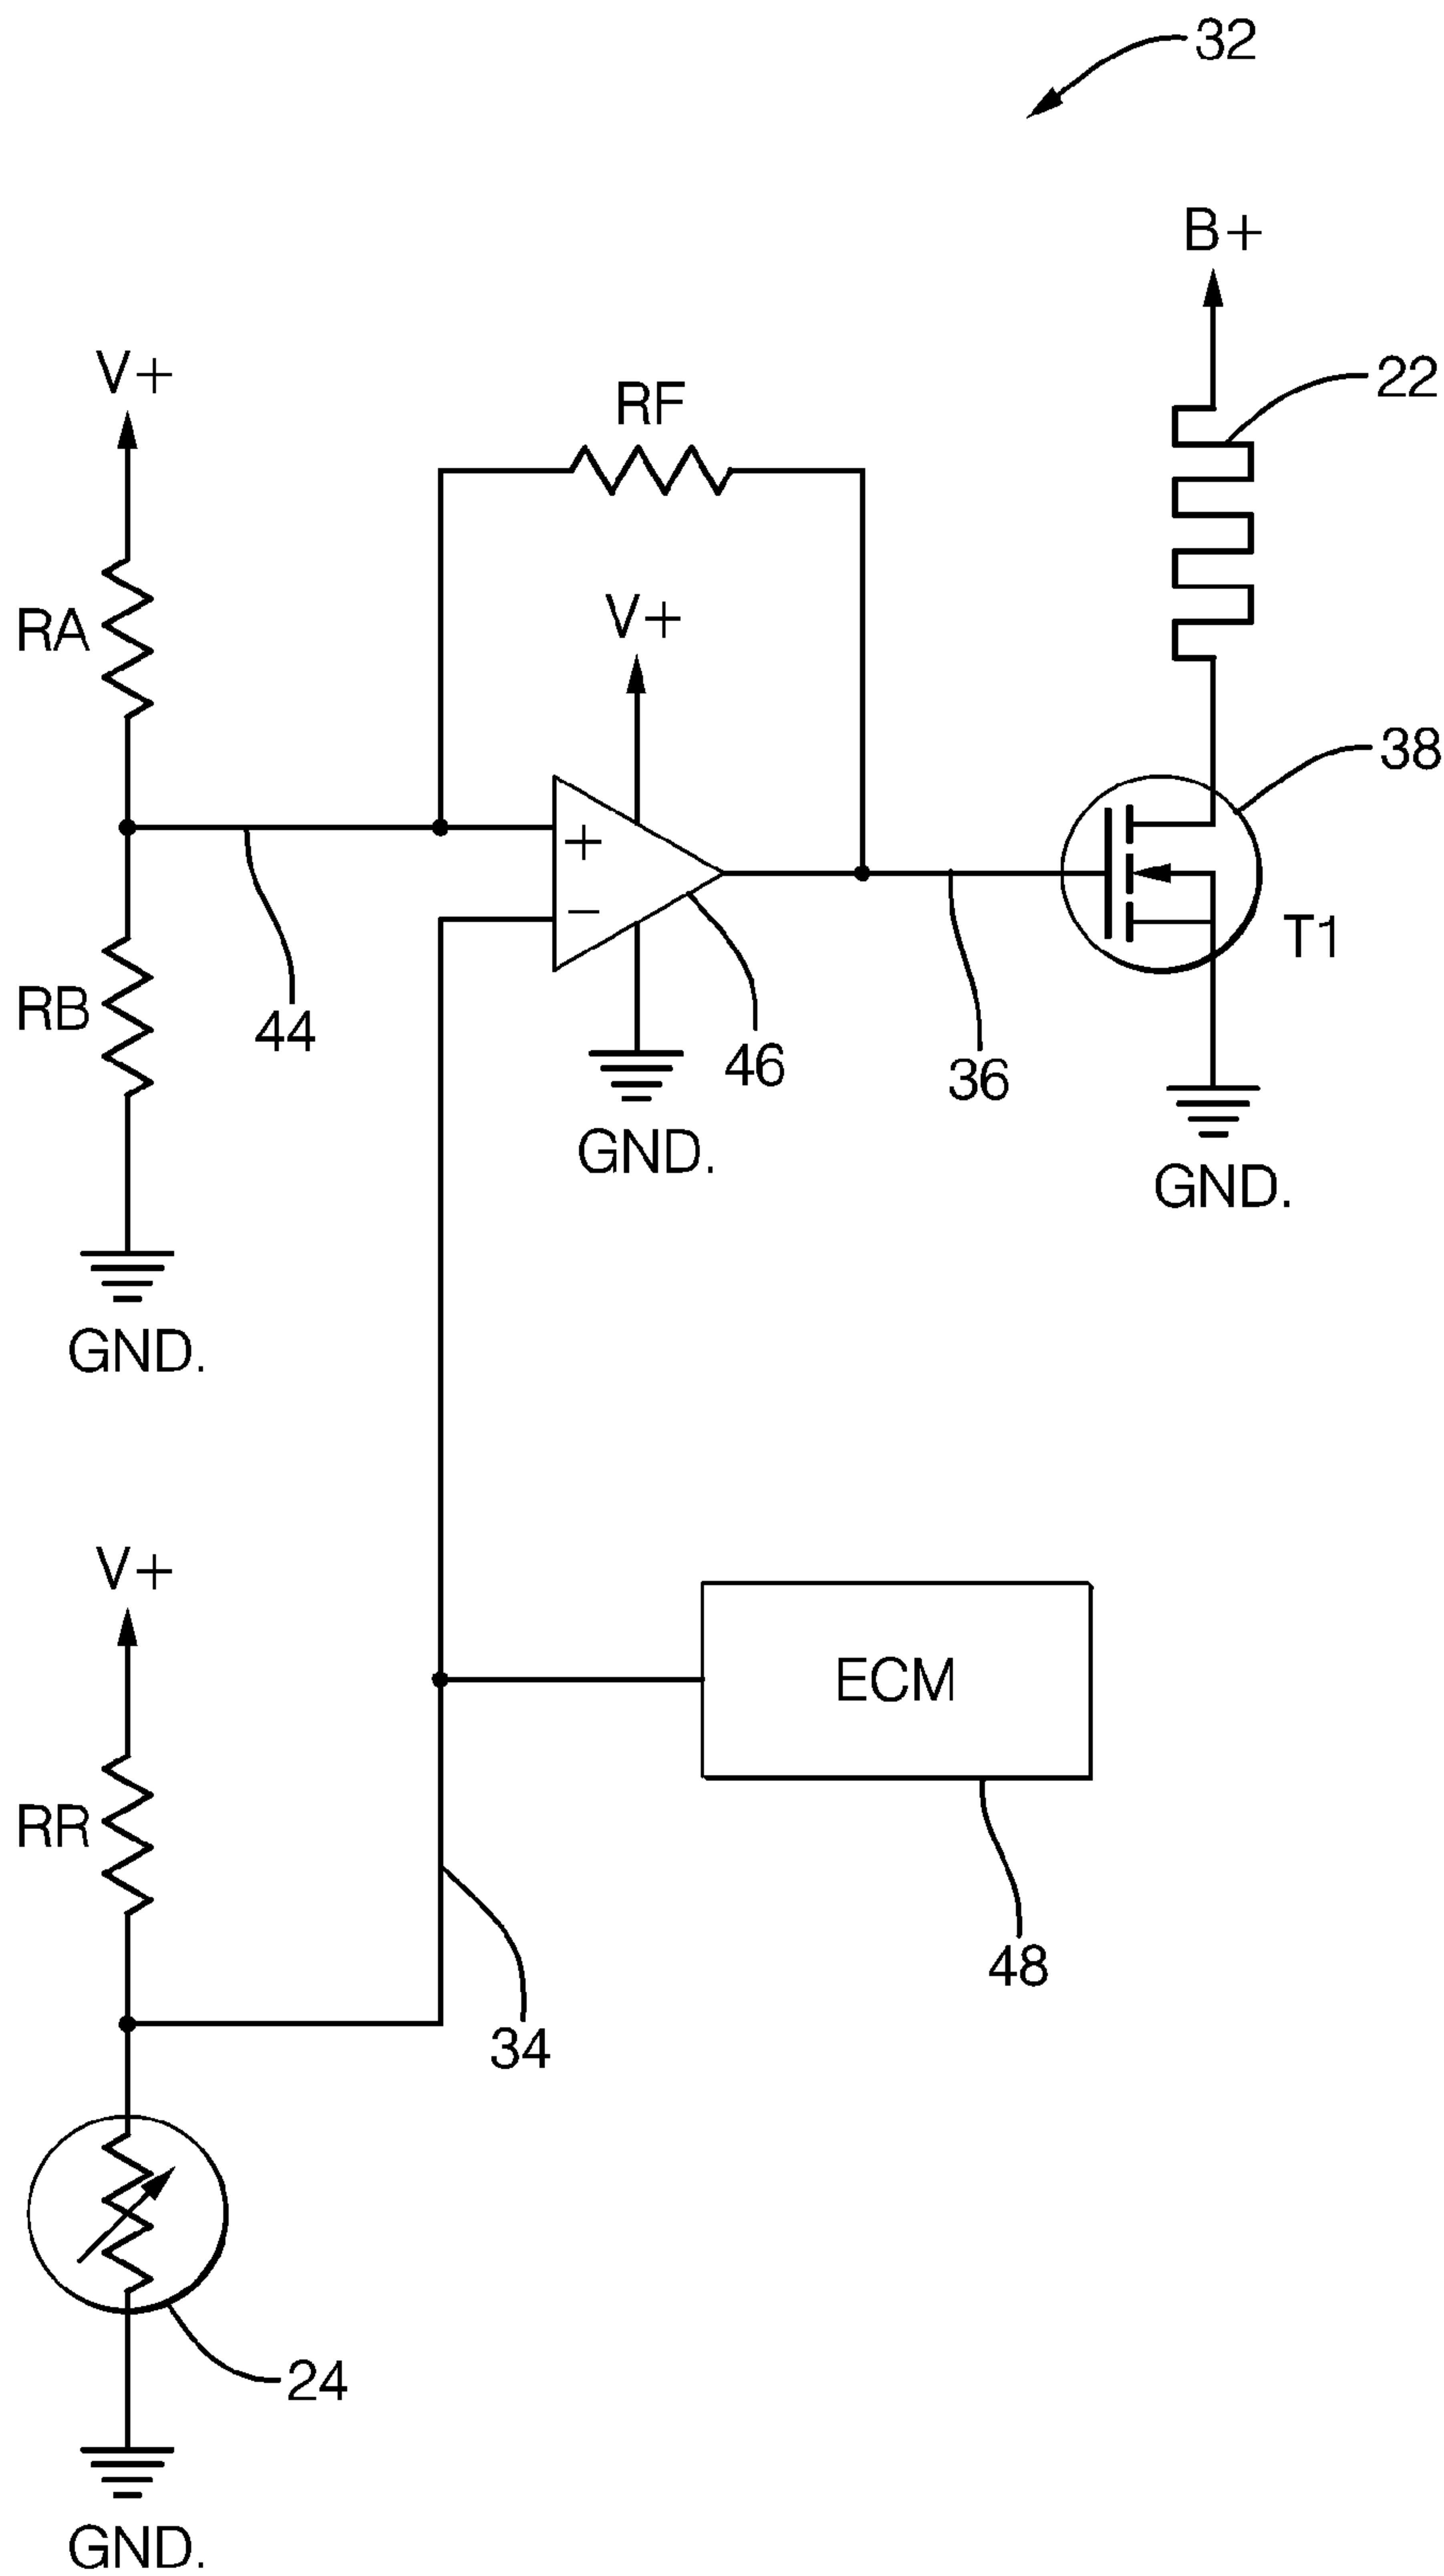 32
B+
V+
22
RF
RA
V+
38
+
−
T1
RB
44
46
36
GND.
GND.
GND.
V+
ECM
RR
48
34
24
GND.